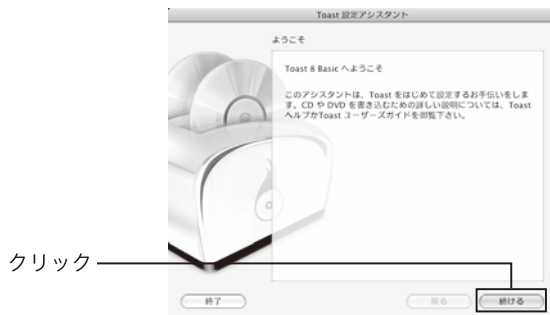 Toast 設定アシスタント
ようこそ
Toast 8 Basic へようこそ
このアシスタントは、Toast をはじめて設定するお手伝いをしま
す。CD や DVD を書き込むための詳しい説明については、Toast
ヘルプかToast ユーザーズガイドを御覧下さい。
クリック
終了
戻る
続ける